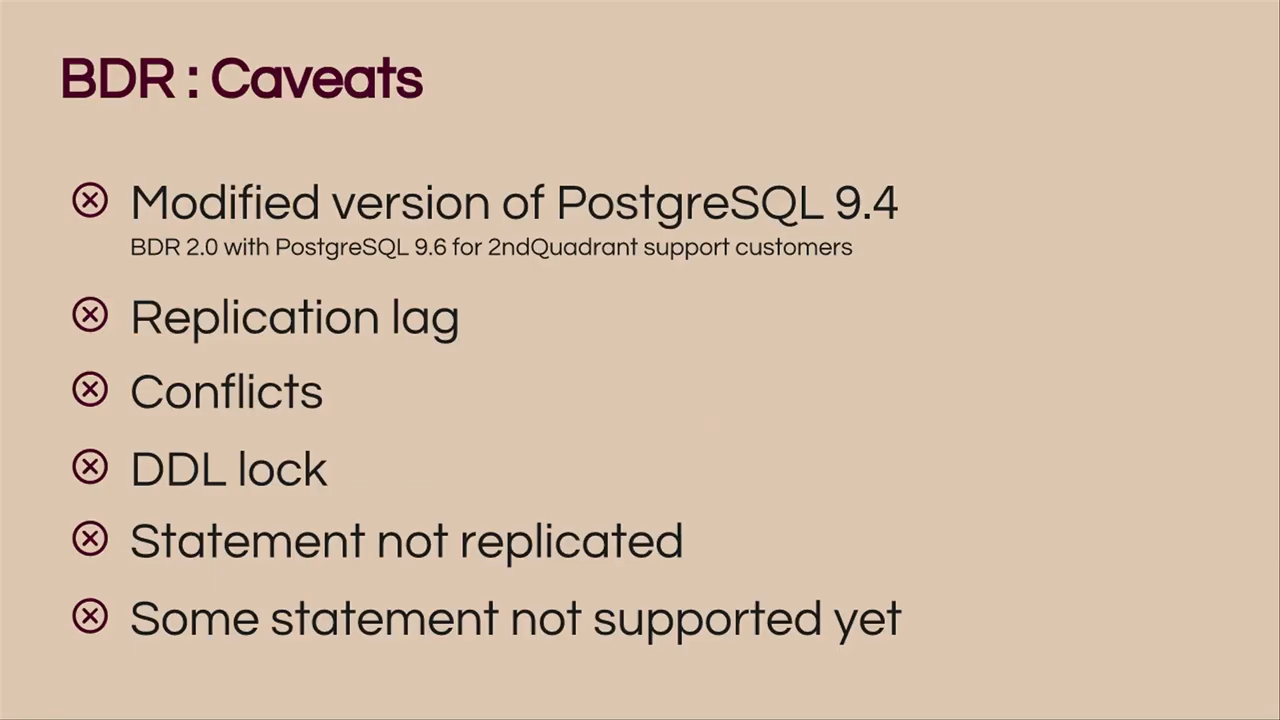 BDR : Caveats
Modified version of PostgreSQL 9.4
BDR 2.0 with PostgreSQL 9.6 for 2ndQuadrant support customers
Replication lag
Conflicts
DDL lock
Statement not replicated
Some statement not supported yet